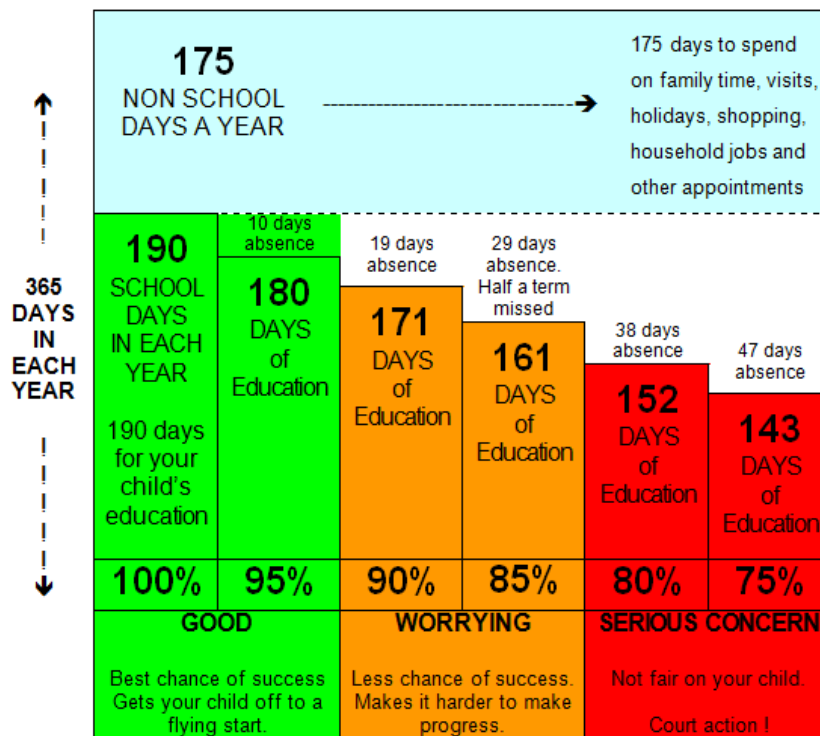 175
NON SCHOOL
DAYS A YEAR
175 days to spend
on family time, visits,
holidays, shopping,
household jobs and
other appointments
365
DAYS
IN
EACH
YEAR
190
SCHOOL
DAYS
IN EACH
YEAR
190 days
for your
child's
education
10 days
absence
180
DAYS
of
Education
19 days
absence
171
DAYS
of
Education
29 days
absence.
Half a term
missed
161
DAYS
of
Education
38 days
absence
152
DAYS
of
Education
47 days
absence
143
DAYS
of
Education
100%
95%
90%
85%
80%
75%
GOOD
Best chance of success
Gets your child off to a
flying start.
WORRYING
Less chance of success.
Makes it harder to make
progress.
SERIOUS CONCERN
Not fair on your child.
Court action !